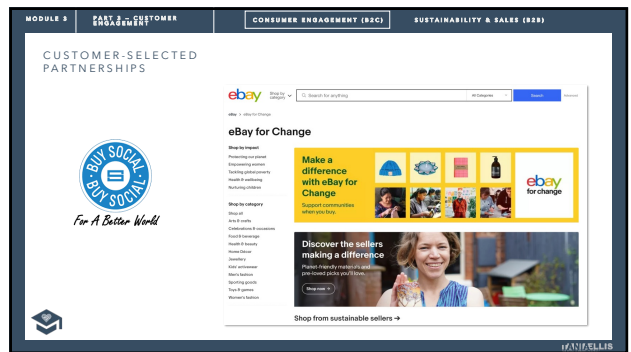 MODULE 3
PART 3 – CUSTOMER
ENGAGEMENT
CONSUMER ENGAGEMENT (B2C)
SUSTAINABILITY & SALES (B2B)
CUSTOMER-SELECTED
PARTNERSHIPS
BUY SOCIAL
BUY SOCIAL
For A Better World
ebay
Shop by
category
Search for anything
All Categories
Search
Advanced
eBay > eBay for Change
eBay for Change
Shop by impact
Protecting our planet
Empowering women
Tackling global poverty
Health & wellbeing
Nurturing children
Shop by category
Shop all
Arts & crafts
Celebrations & occasions
Food & beverage
Health & beauty
Home Décor
Jewellery
Kids' activewear
Men's fashion
Sporting goods
Toys & games
Women's fashion
Make a
difference
with eBay for
Change
Support communities
when you buy.
ebay
for change
Discover the sellers
making a difference
Planet-friendly materials and
pre-loved picks you'll love.
Shop now →
Shop from sustainable sellers →
TANIAELLIS